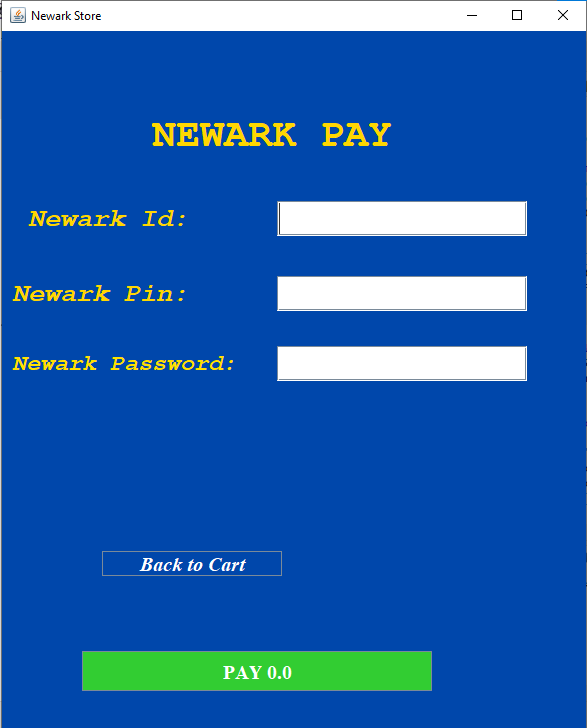 Newark Store
NEWARK PAY
Newark Id:
Newark Pin:
Newark Password:
Back to Cart
PAY 0.0